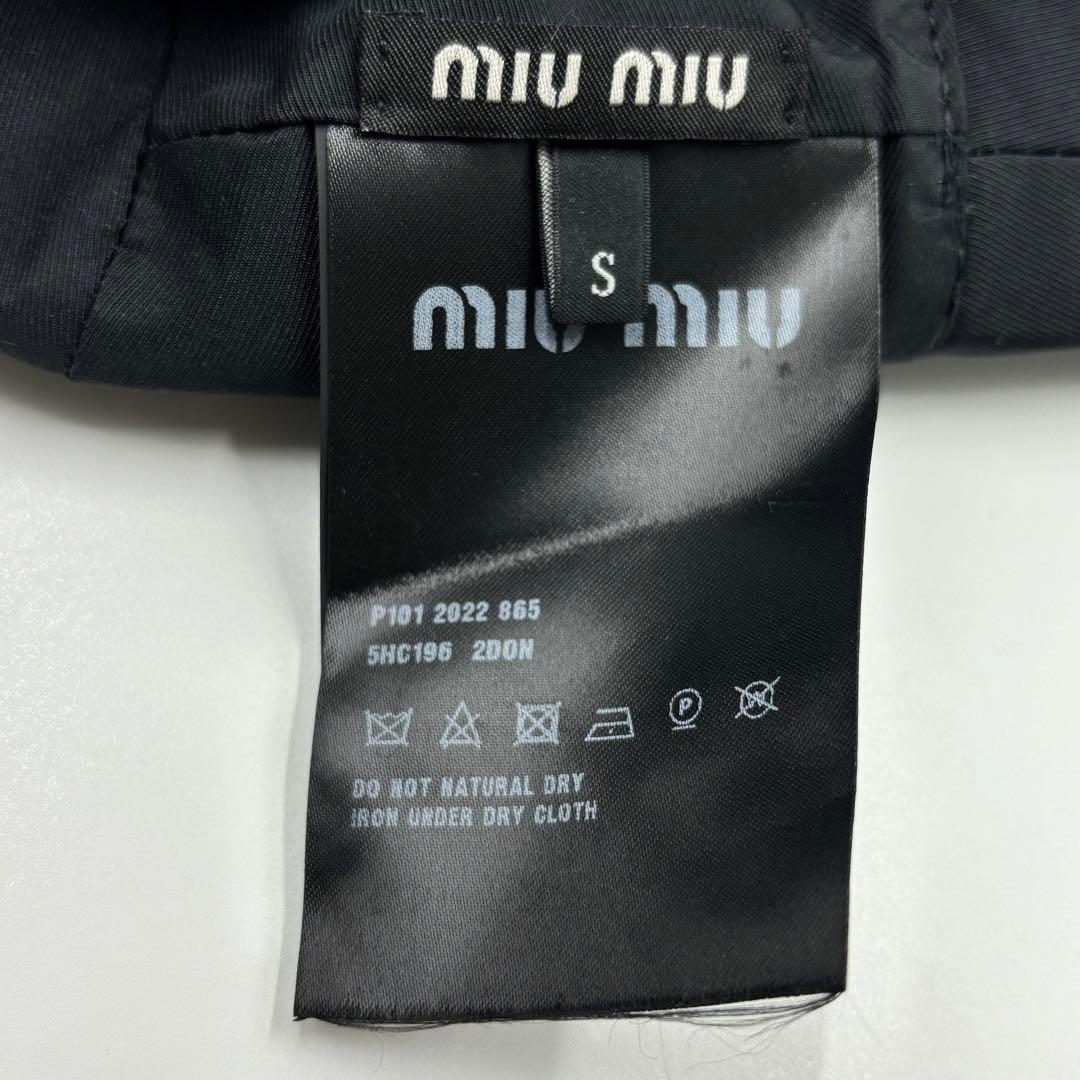 miu miu
S
miu miu
P101 2022 865
5HC196 2DON
P
W
DO NOT NATURAL DRY
IRON UNDER DRY CLOTH